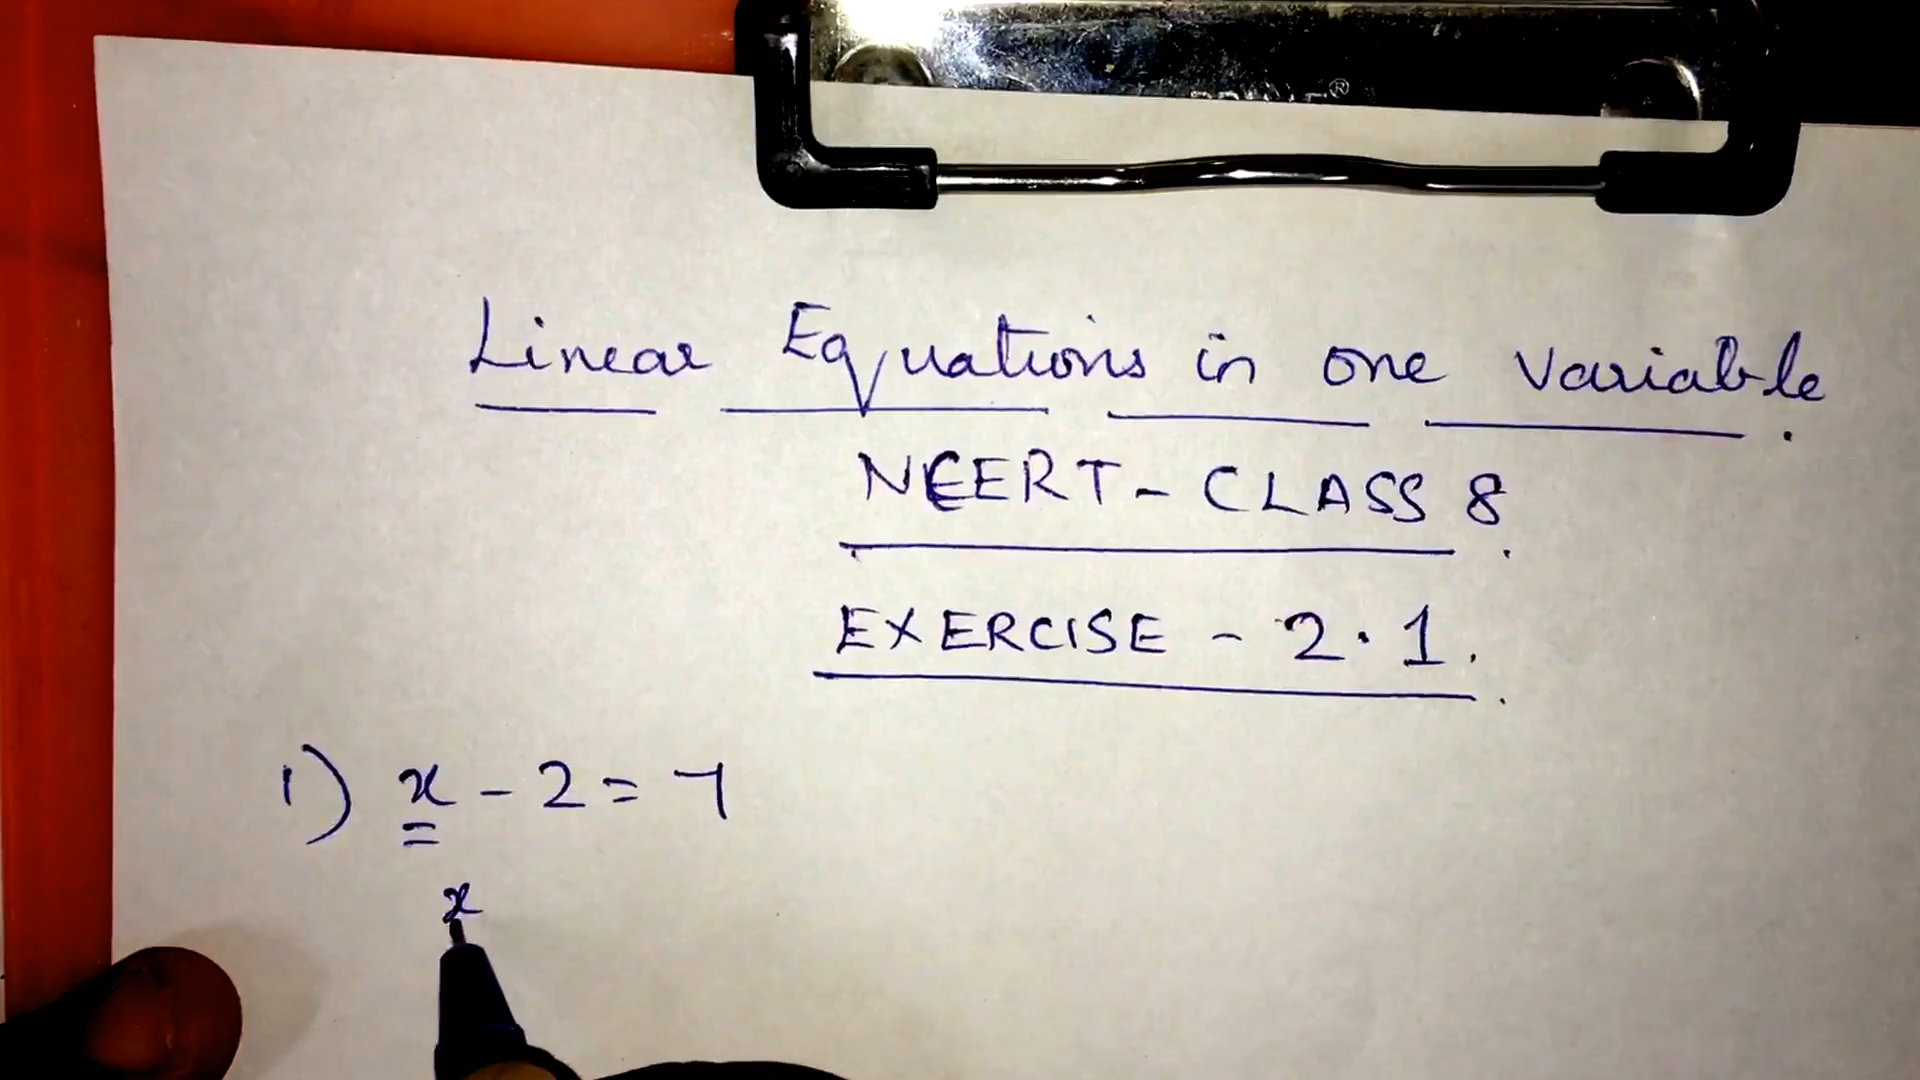 Linear Equations in one variable.
NCERT - CLASS 8.
EXERCISE - 2.1.
1) x - 2 = 7
x